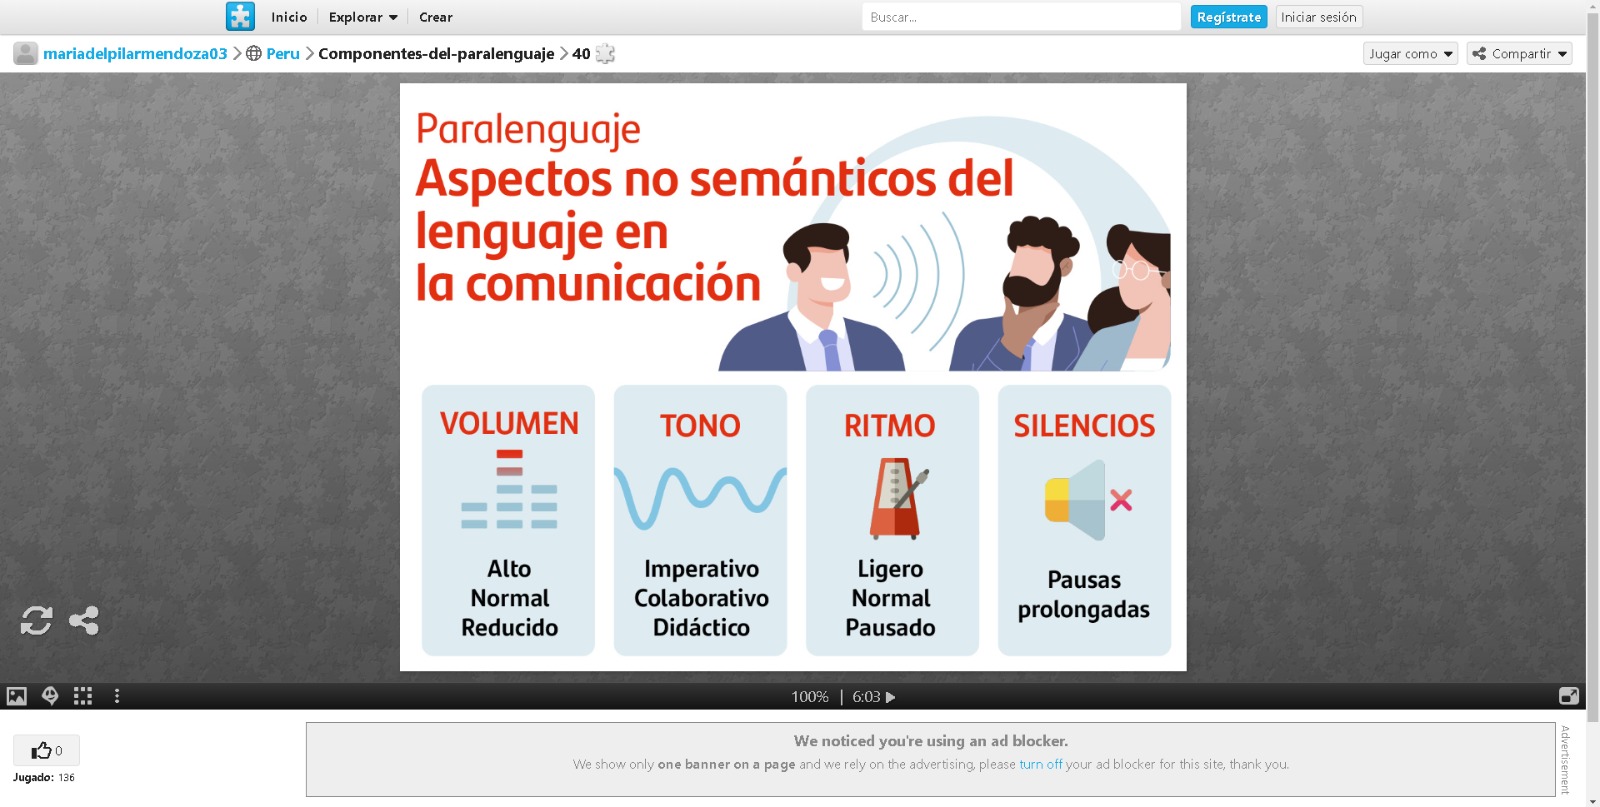 Inicio Explorar Crear Buscar... Regístrate Iniciar sesión
mariadelpilarmendoza03 Peru Componentes-del-paralenguaje 40 Jugar como Compartir
Paralenguaje
Aspectos no semánticos del
lenguaje en
la comunicación
VOLUMEN
Alto
Normal
Reducido
TONO
Imperativo
Colaborativo
Didáctico
RITMO
Ligero
Normal
Pausado
SILENCIOS
Pausas
prolongadas
100% | 6:03
0
Jugado: 136
We noticed you're using an ad blocker.
We show only one banner on a page and we rely on the advertising, please turn off your ad blocker for this site, thank you.
Advertisement